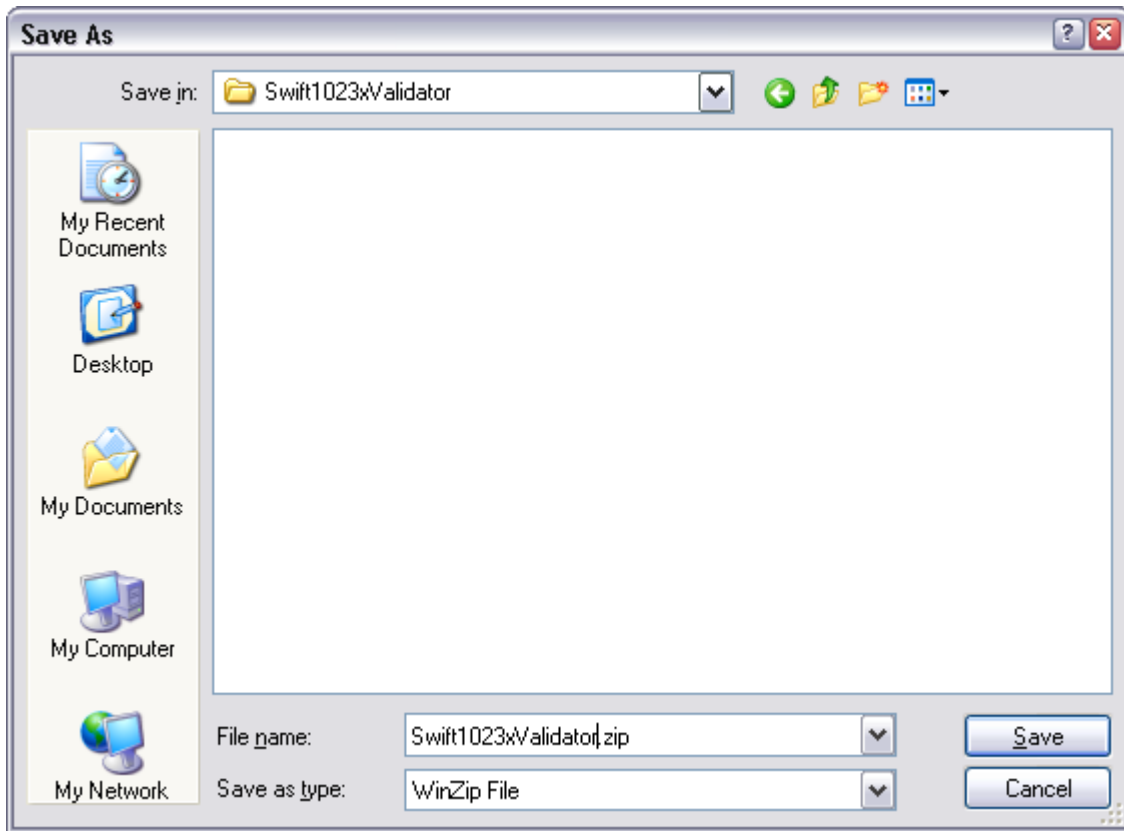 Save As
Save in:
Swift1023xValidator
My Recent
Documents
Desktop
My Documents
My Computer
My Network
File name:
Swift1023xValidator.zip
Save
Save as type:
WinZip File
Cancel